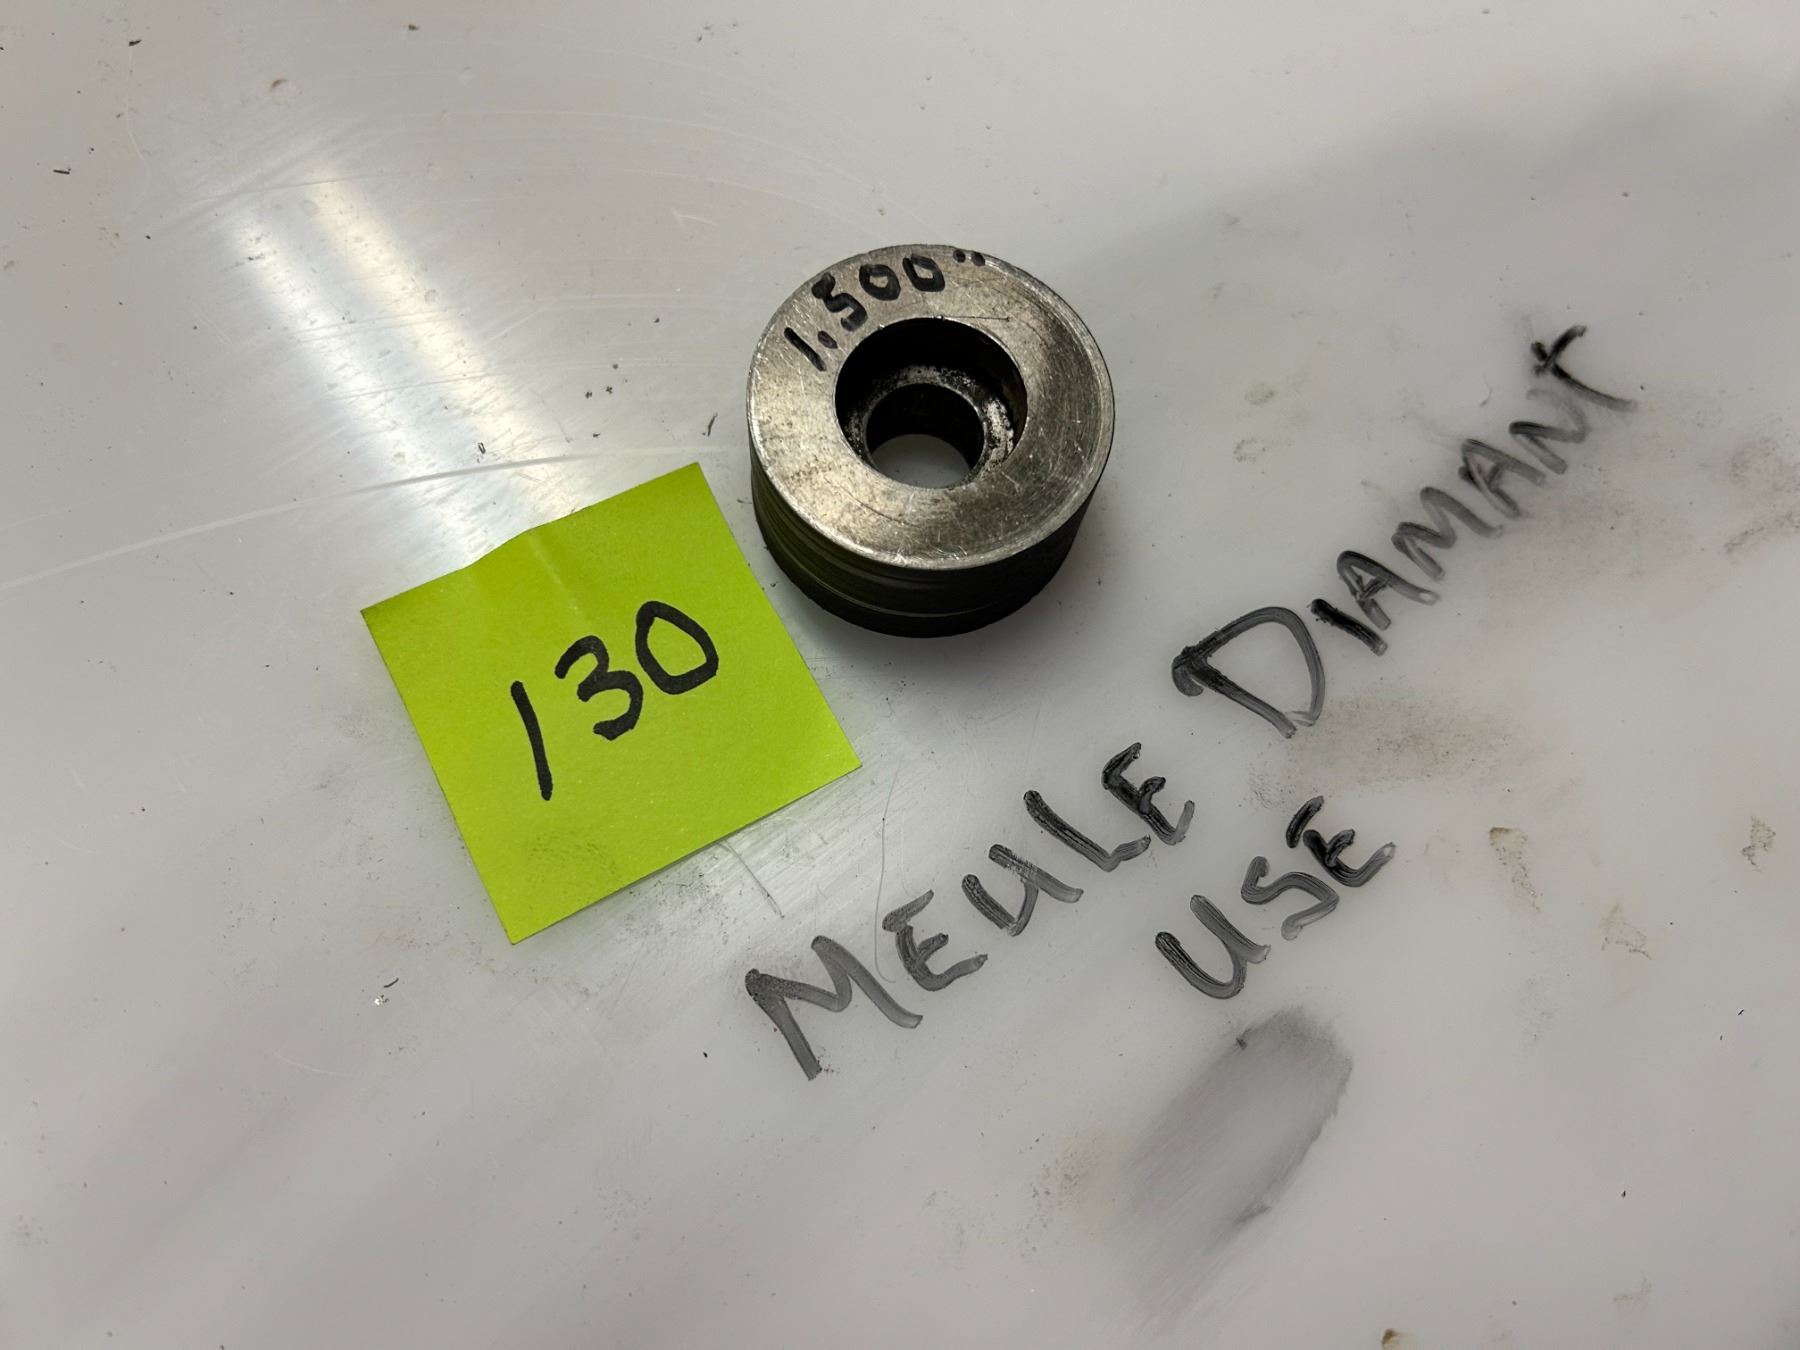 1.500"
130
MEULE DIAMANT
USÉ